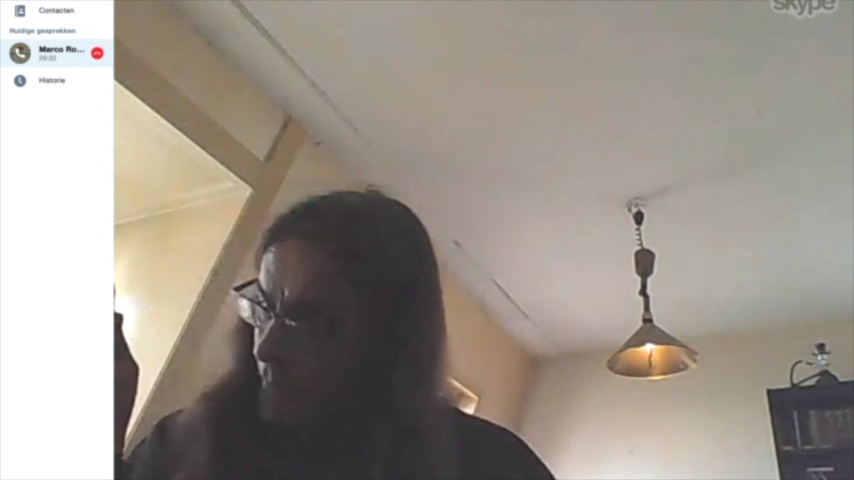 Contacten
Huidige gesprekken
Marco Ro...
29:32
Historie
skype